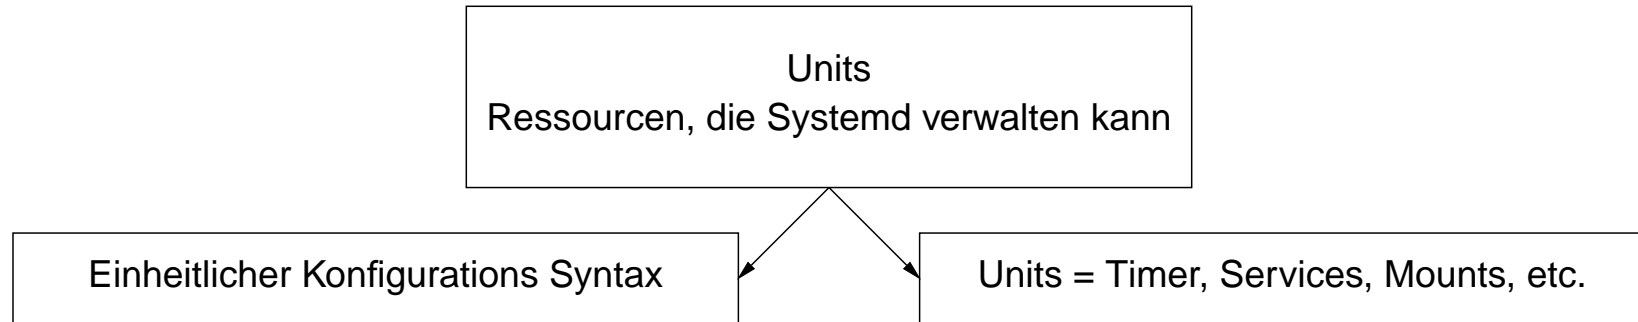 Units
Ressourcen, die Systemd verwalten kann
Einheitlicher Konfigurations Syntax
Units = Timer, Services, Mounts, etc.